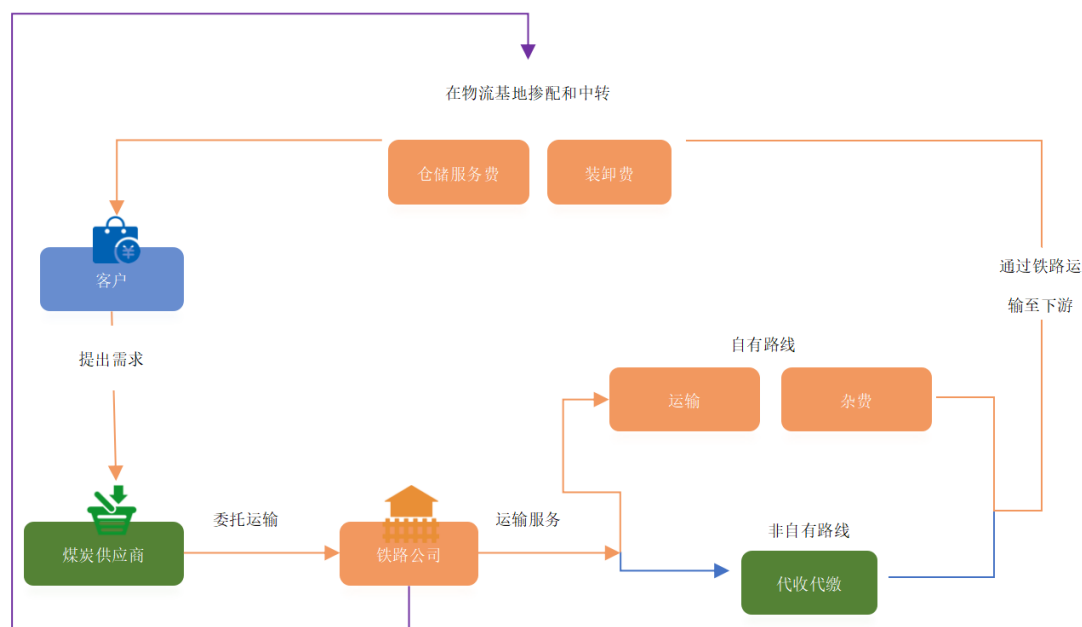 在物流基地掺配和中转
仓储服务费
装卸费
¥
客户
通过铁路运
输至下游
提出需求
自有路线
运输
杂费
委托运输
运输服务
非自有路线
煤炭供应商
铁路公司
代收代缴